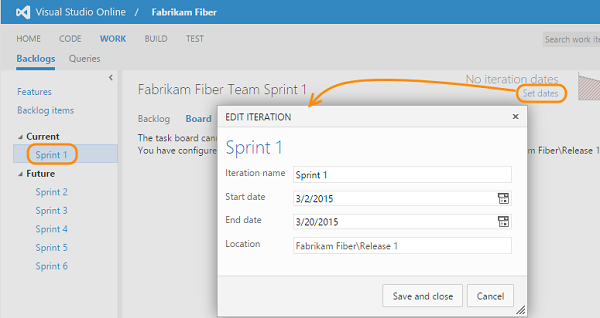 Visual Studio Online / Fabrikam Fiber
HOME CODE WORK BUILD TEST
Search work ite
Backlogs Queries
Features
Backlog items
Current
Sprint 1
Future
Sprint 2
Sprint 3
Sprint 4
Sprint 5
Sprint 6
Fabrikam Fiber Team Sprint 1
No iteration dates
Set dates
Backlog Board
The task board can
You have configure
er Fiber\Release 1
EDIT ITERATION
Sprint 1
Iteration name Sprint 1
Start date 3/2/2015
End date 3/20/2015
Location Fabrikam Fiber\Release 1
Save and close Cancel